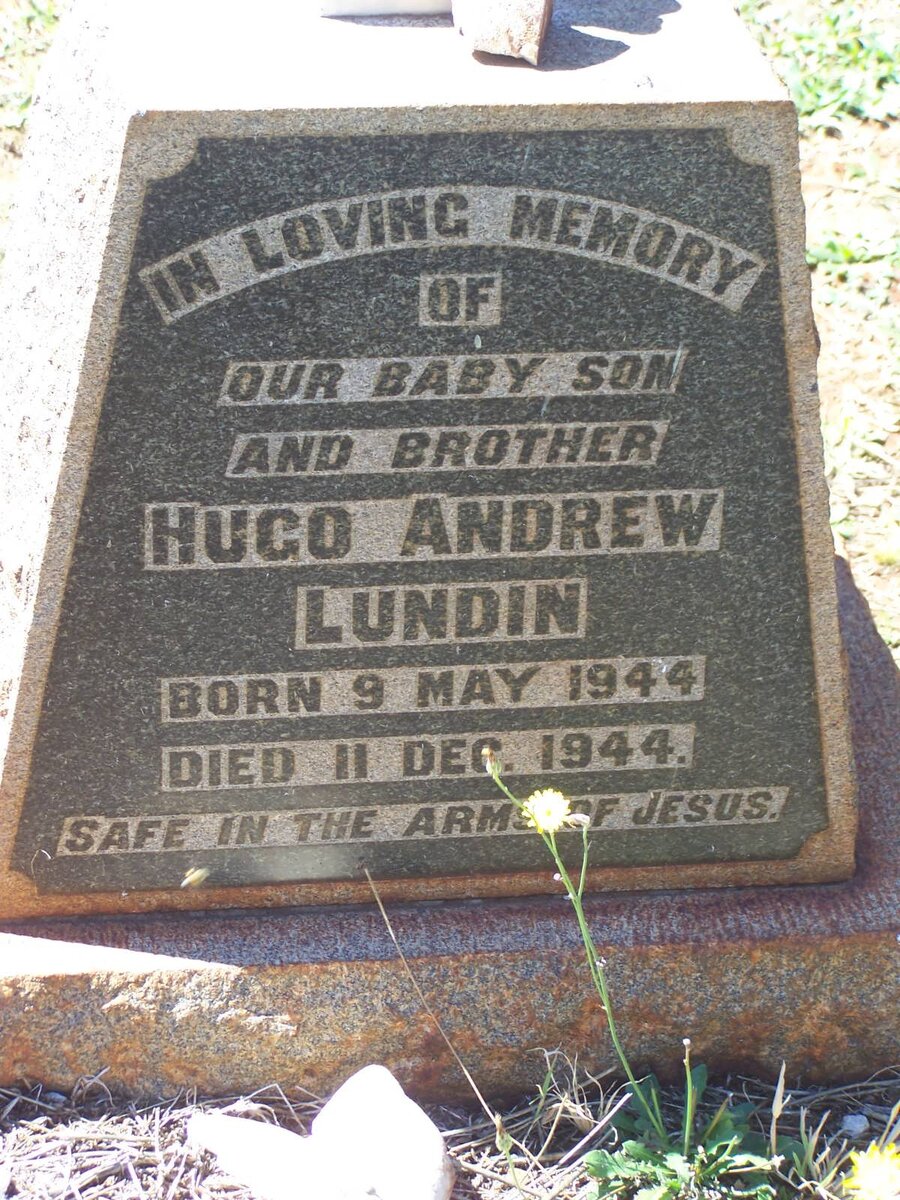 IN LOVING MEMORY
OF
OUR BABY SON
AND BROTHER
HUGO ANDREW
LUNDIN
BORN 9 MAY 1944
DIED 11 DEC. 1944.
SAFE IN THE ARMS OF JESUS.